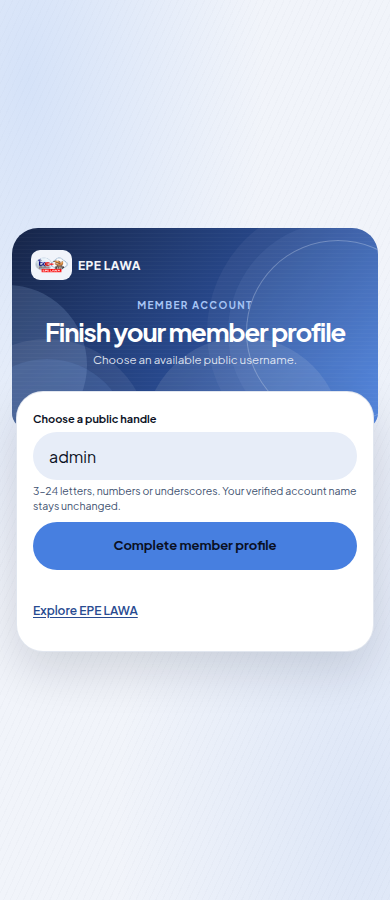 EPE LAWA
MEMBER ACCOUNT
Finish your member profile
Choose an available public username.
Choose a public handle
admin
3–24 letters, numbers or underscores. Your verified account name
stays unchanged.
Complete member profile
Explore EPE LAWA